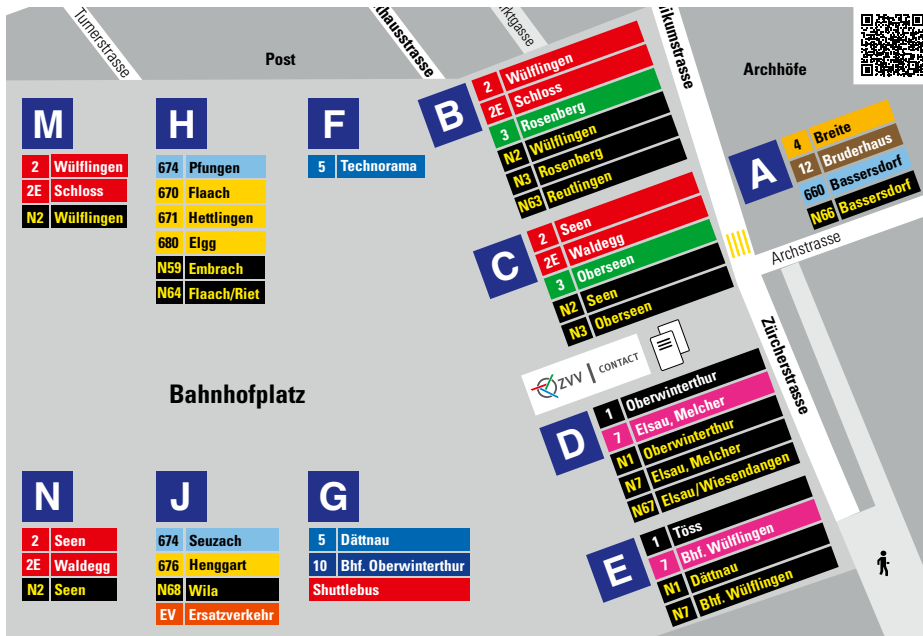 Turnerstrasse
Post
M
2 Wülflingen
2E Schloss
N2 Wülflingen
H
674 Pfungen
670 Flaach
671 Hettlingen
680 Elgg
N59 Embrach
N64 Flaach/Riet
F
5 Technorama
B
2 Wülflingen
2E Schloss
3 Rosenberg
N2 Wülflingen
N3 Rosenberg
N63 Reutlingen
Archhöfe
A
4 Breite
12 Bruderhaus
660 Bassersdorf
N66 Bassersdorf
Archstrasse
C
2 Seen
2E Waldegg
3 Oberseen
N2 Seen
N3 Oberseen
Zürcherstrasse
ZVV CONTACT
Bahnhofplatz
D
1 Oberwinterthur
7 Elsau, Melcher
N1 Oberwinterthur
N7 Elsau, Melcher
N67 Elsau/Wiesendangen
N
2 Seen
2E Waldegg
N2 Seen
J
674 Seuzach
676 Henggart
N68 Wila
EV Ersatzverkehr
G
5 Dättnau
10 Bhf. Oberwinterthur
Shuttlebus
E
1 Töss
7 Bhf. Wülflingen
N1 Dättnau
N7 Bhf. Wülflingen